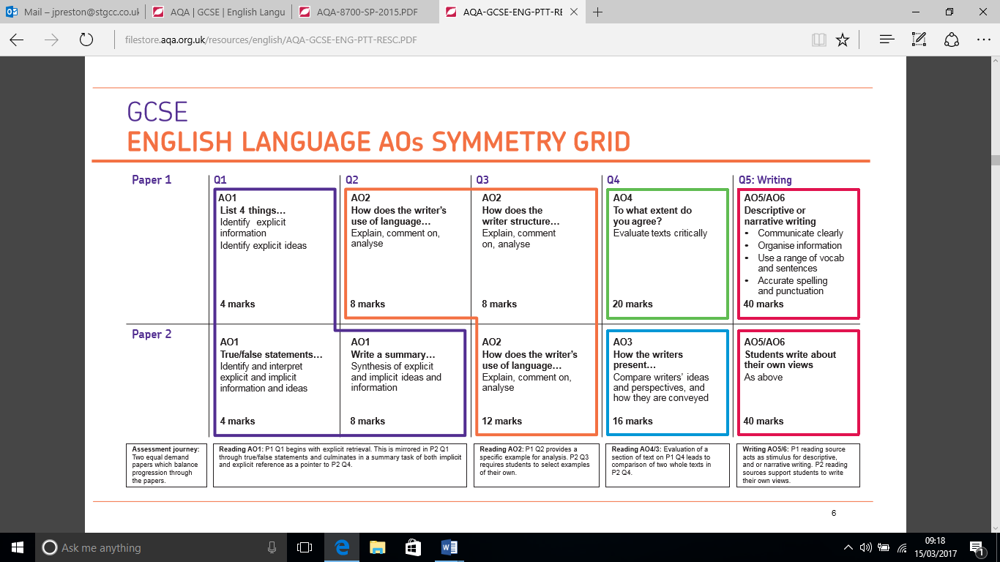 Mail – jpreston@stgcc.co.uk
AQA | GCSE | English Langu
AQA-8700-SP-2015.PDF
AQA-GCSE-ENG-PTT-RE
filestore.aqa.org.uk/resources/english/AQA-GCSE-ENG-PTT-RESC.PDF
GCSE
ENGLISH LANGUAGE AOs SYMMETRY GRID
Paper 1
Q1
Q2
Q3
Q4
Q5: Writing
AO1
List 4 things…
Identify explicit
information
Identify explicit ideas
4 marks
AO2
How does the writer’s
use of language…
Explain, comment on,
analyse
8 marks
AO2
How does the
writer structure…
Explain, comment
on, analyse
8 marks
AO4
To what extent do
you agree?
Evaluate texts critically
20 marks
AO5/AO6
Descriptive or
narrative writing
• Communicate clearly
• Organise information
• Use a range of vocab
and sentences
• Accurate spelling
and punctuation
40 marks
Paper 2
AO1
True/false statements…
Identify and interpret
explicit and implicit
information and ideas
4 marks
AO1
Write a summary…
Synthesis of explicit
and implicit ideas and
information
8 marks
AO2
How does the writer’s
use of language…
Explain, comment on,
analyse
12 marks
AO3
How the writers
present…
Compare writers’ ideas
and perspectives, and
how they are conveyed
16 marks
AO5/AO6
Students write about
their own views
As above
40 marks
Assessment journey:
Two equal demand
papers which balance
progression through
the papers.
Reading AO1: P1 Q1 begins with explicit retrieval. This is mirrored in P2 Q1
through true/false statements and culminates in a summary task of both implicit
and explicit reference as a pointer to P2 Q4.
Reading AO2: P1 Q2 provides a
specific example for analysis. P2 Q3
requires students to select examples
of their own.
Reading AO4/3: Evaluation of a
section of text on P1 Q4 leads to
comparison of two whole texts in
P2 Q4.
Writing AO5/6: P1 reading source
acts as stimulus for descriptive,
and or narrative writing. P2 reading
sources support students to write
their own views.
6
Ask me anything
09:18
15/03/2017
1